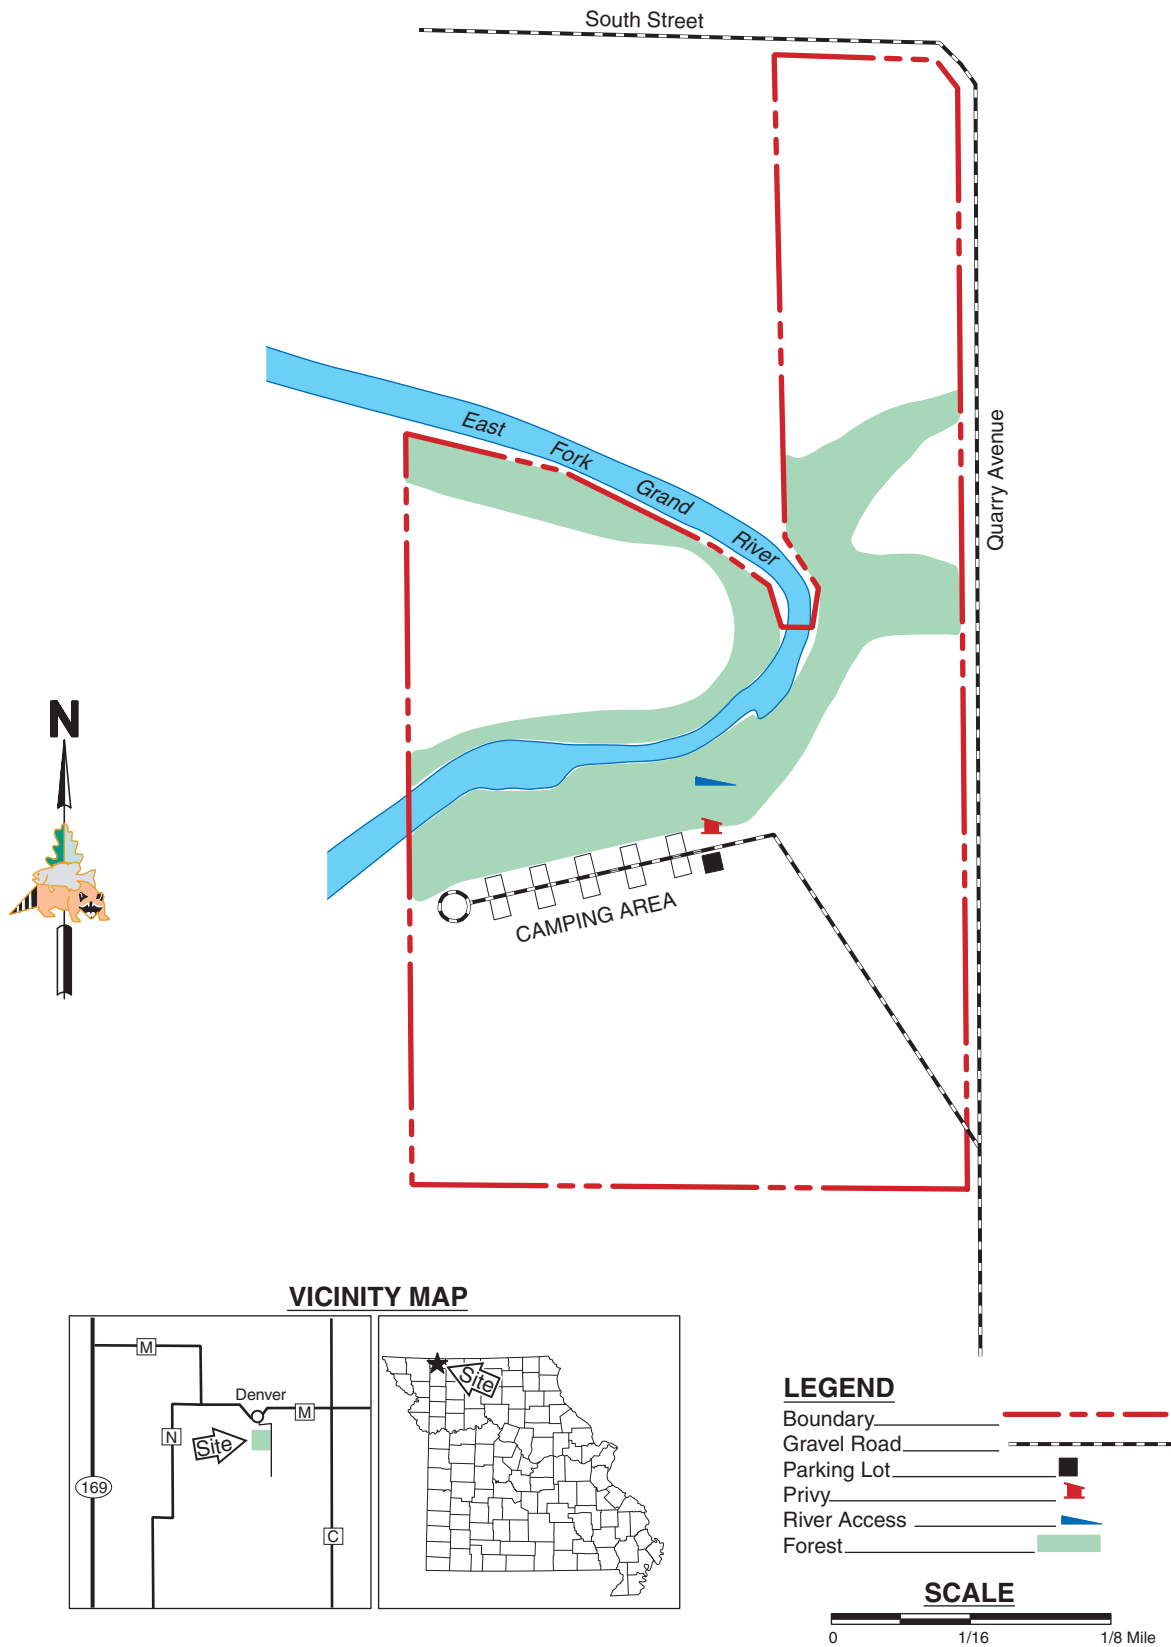 South Street
East Fork Grand River
Quarry Avenue
N
CAMPING AREA
VICINITY MAP
M
Denver
M
N
Site
169
C
Site
LEGEND
Boundary
Gravel Road
Parking Lot
Privy
River Access
Forest
SCALE
0 1/16 1/8 Mile